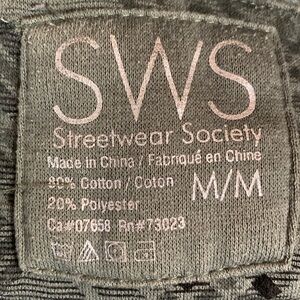 SWS
Streetwear Society
Made in China / Fabriqué en Chine
80% Cotton / Coton M/M
20% Polyester
Ca#07658 Rn#73023